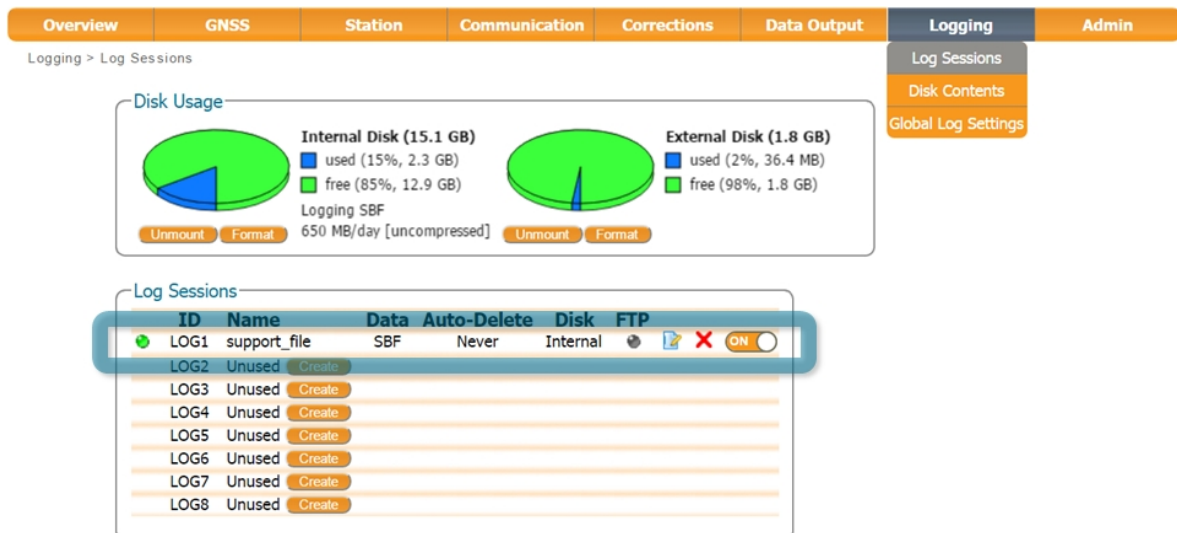 Overview GNSS Station Communication Corrections Data Output Logging Admin
Logging > Log Sessions
Log Sessions
Disk Contents
Global Log Settings
Disk Usage
Internal Disk (15.1 GB)
used (15%, 2.3 GB)
free (85%, 12.9 GB)
Logging SBF
650 MB/day [uncompressed]
Unmount Format
External Disk (1.8 GB)
used (2%, 36.4 MB)
free (98%, 1.8 GB)
Unmount Format
Log Sessions
ID Name Data Auto-Delete Disk FTP
LOG1 support_file SBF Never Internal ON
LOG2 Unused Create
LOG3 Unused Create
LOG4 Unused Create
LOG5 Unused Create
LOG6 Unused Create
LOG7 Unused Create
LOG8 Unused Create